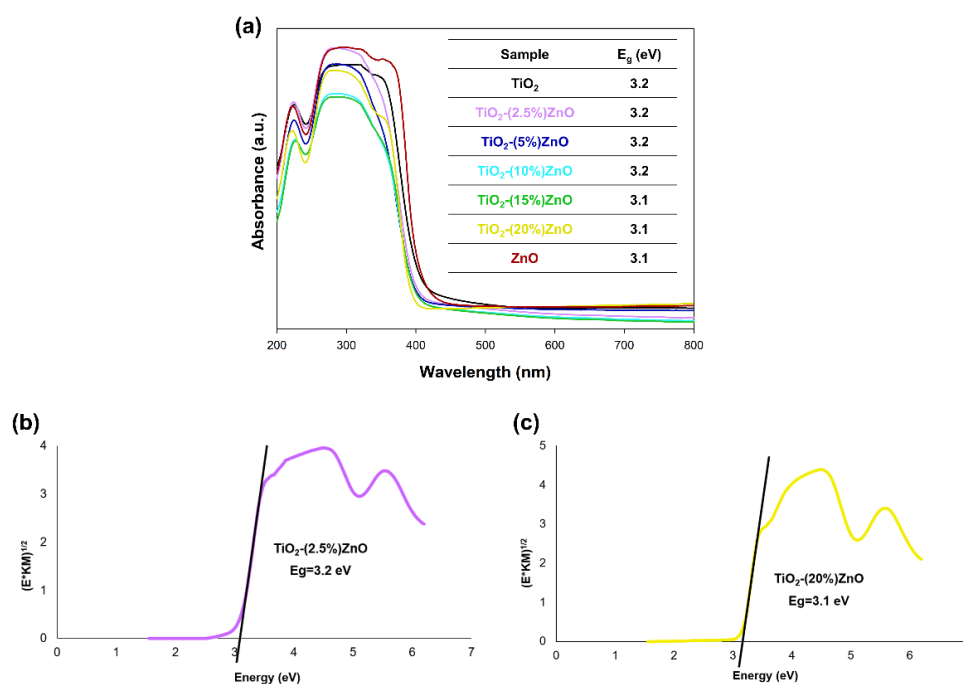 (a)
Absorbance (a.u.)
Sample E_g (eV)
TiO₂ 3.2
TiO₂-(2.5%)ZnO 3.2
TiO₂-(5%)ZnO 3.2
TiO₂-(10%)ZnO 3.2
TiO₂-(15%)ZnO 3.1
TiO₂-(20%)ZnO 3.1
ZnO 3.1
200 300 400 500 600 700 800
Wavelength (nm)
(b)
(E*KM)^1/2
4
3
2
1
0
TiO₂-(2.5%)ZnO
Eg=3.2 eV
0 1 2 3 4 5 6 7
Energy (eV)
(c)
(E*KM)^1/2
5
4
3
2
1
0
TiO₂-(20%)ZnO
Eg=3.1 eV
0 1 2 3 4 5 6
Energy (eV)